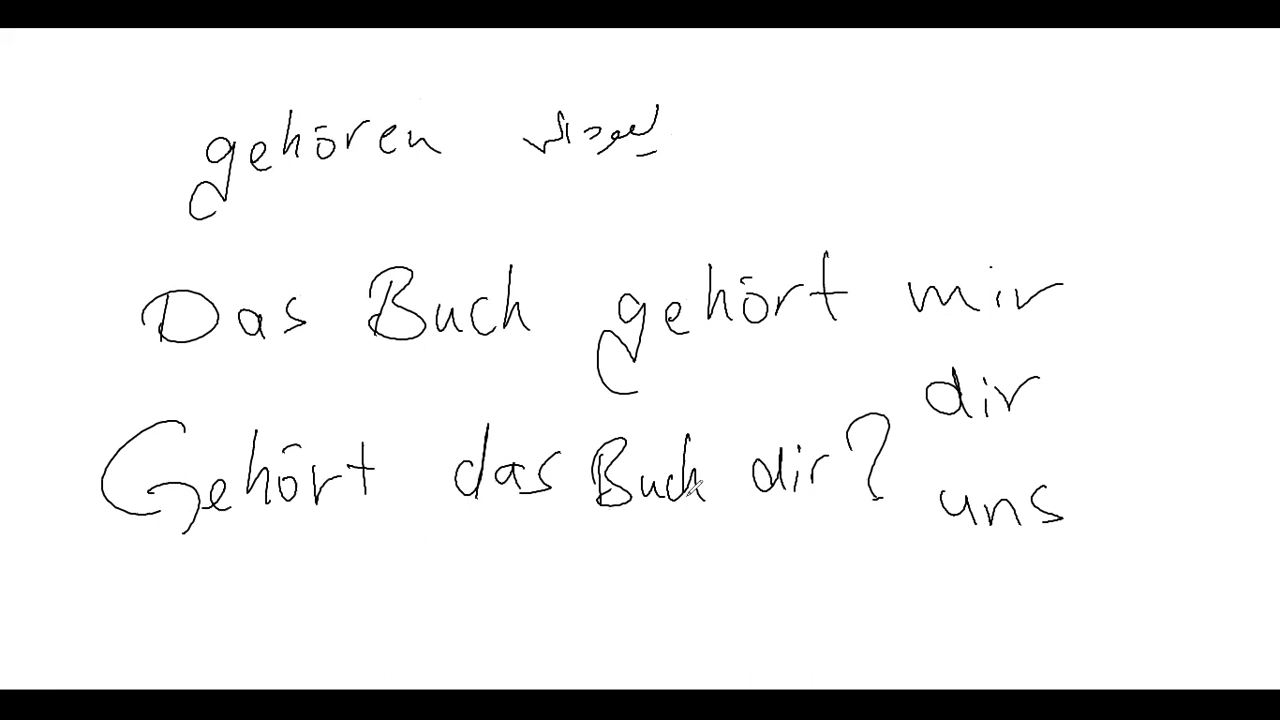 gehören يعود الى
Das Buch gehört mir
dir
Gehört das Buch dir?
uns